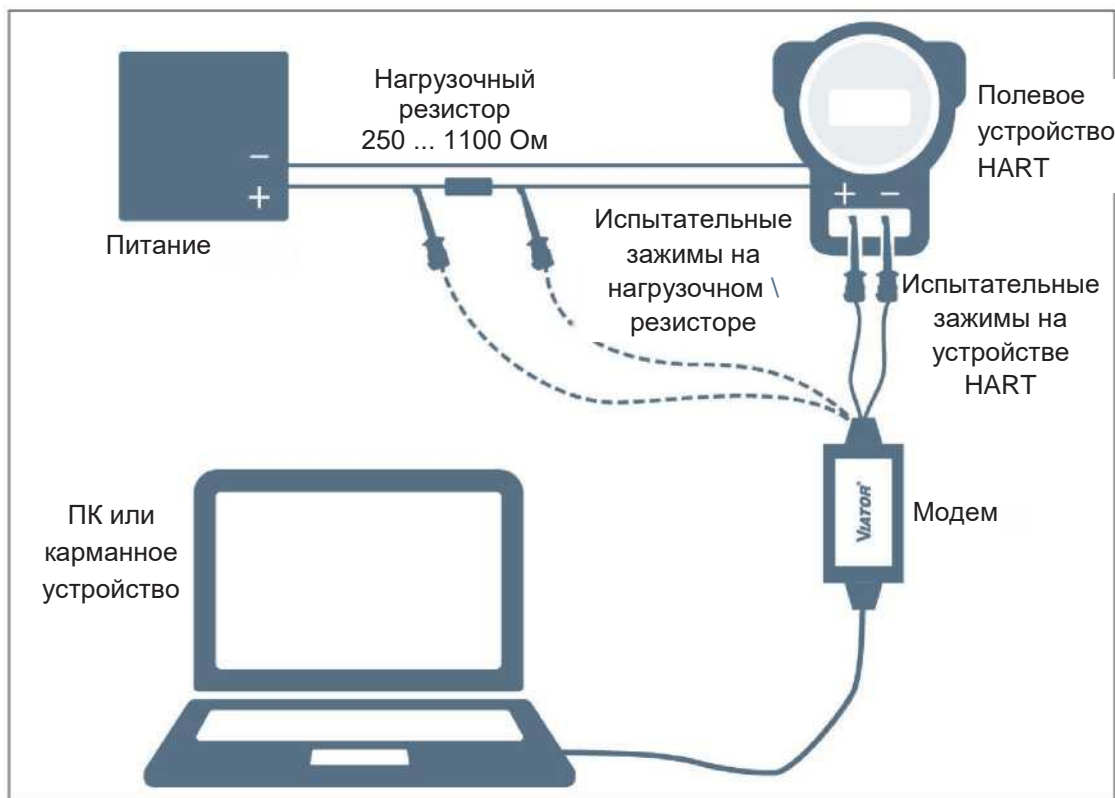 Нагрузочный
резистор
250 ... 1100 Ом
−
+
Питание
Полевое
устройство
HART
+ −
Испытательные
зажимы на
нагрузочном \
резисторе
Испытательные
зажимы на
устройстве
HART
VIATOR®
Модем
ПК или
карманное
устройство